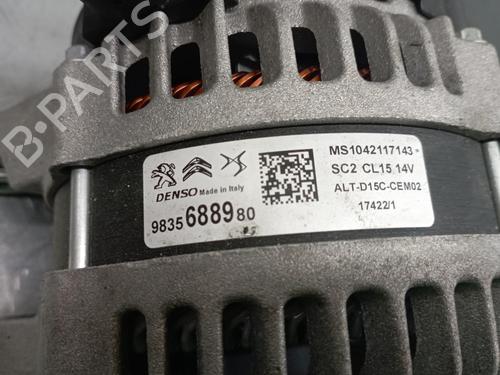 B-PARTS
DENSO Made in Italy
9835688980
MS1042117143*
SC2 CL15 14V
ALT-D15C-CEM02
17422/1